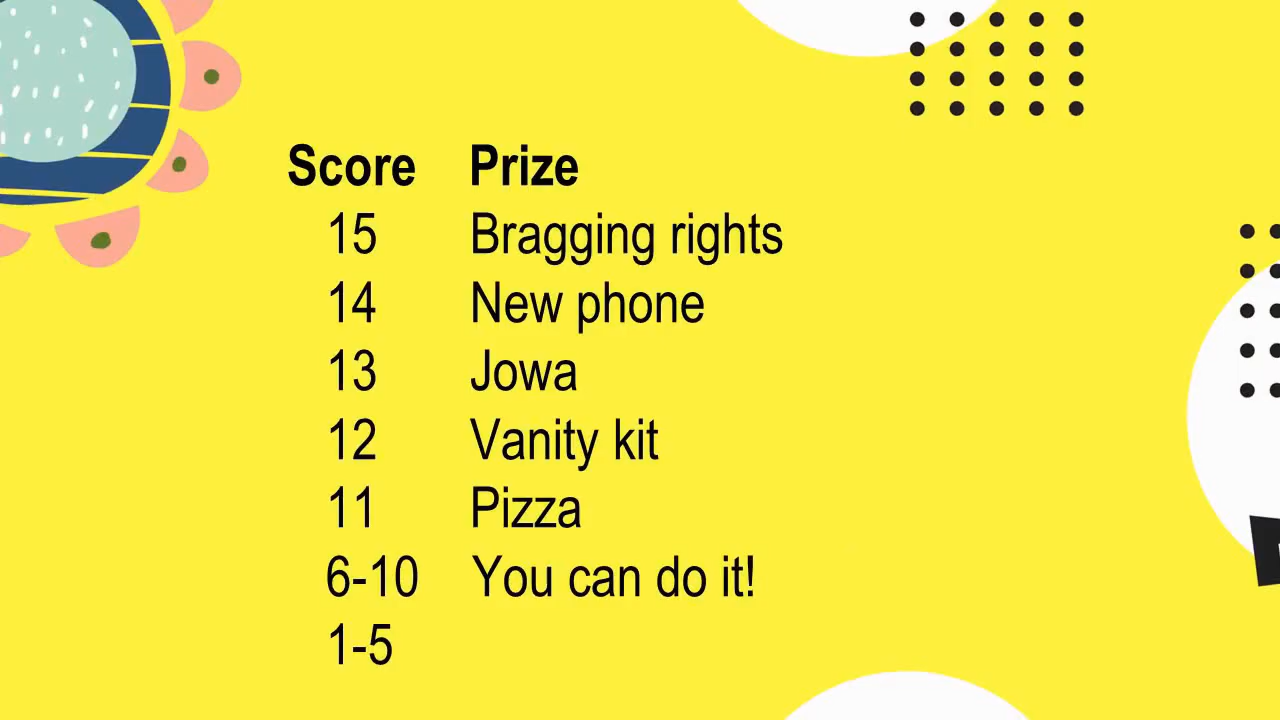 Score Prize
15 Bragging rights
14 New phone
13 Jowa
12 Vanity kit
11 Pizza
6-10 You can do it!
1-5